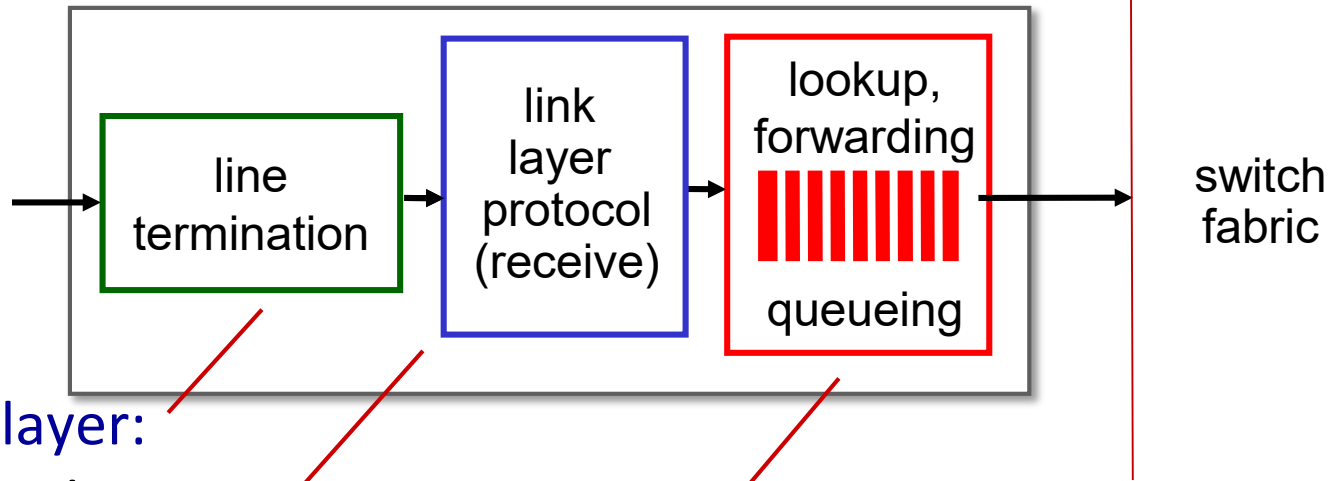 line
termination
link
layer
protocol
(receive)
lookup,
forwarding
queueing
switch
fabric
layer: